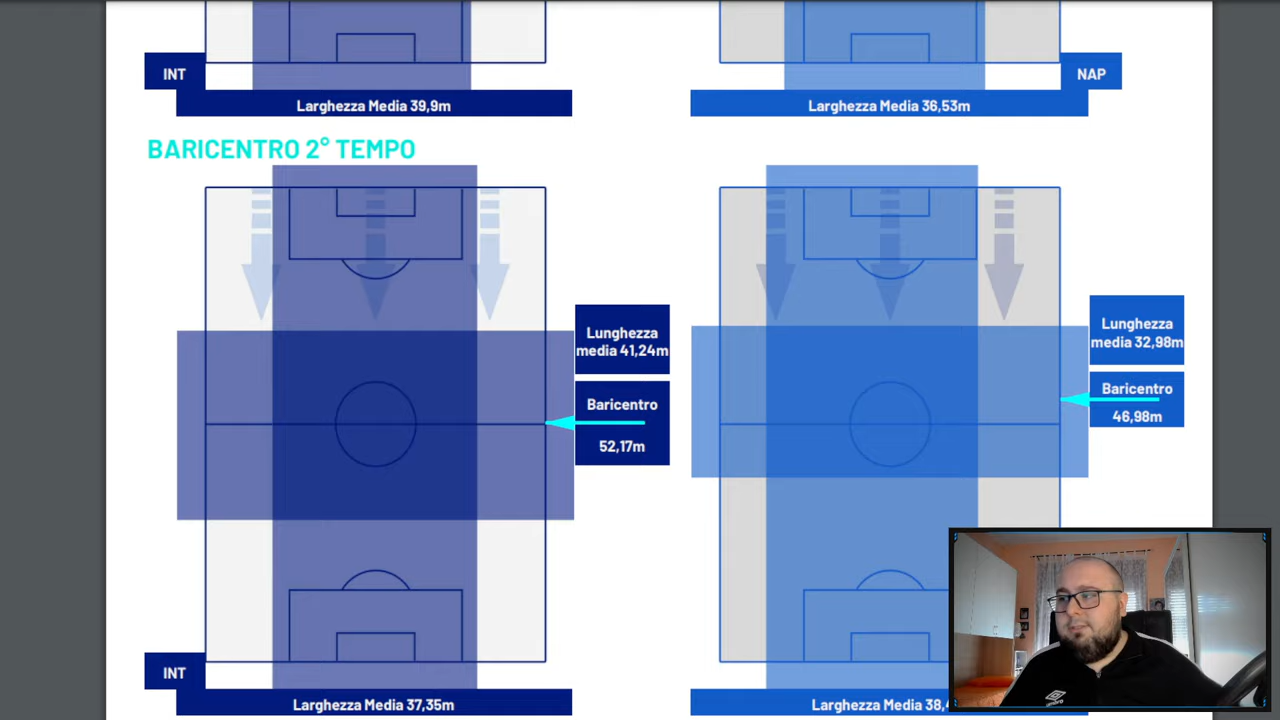 INT
NAP
Larghezza Media 39,9m
Larghezza Media 36,53m
BARICENTRO 2° TEMPO
Lunghezza
media 41,24m
Baricentro
52,17m
Lunghezza
media 32,98m
Baricentro
46,98m
INT
Larghezza Media 37,35m
Larghezza Media
umbro